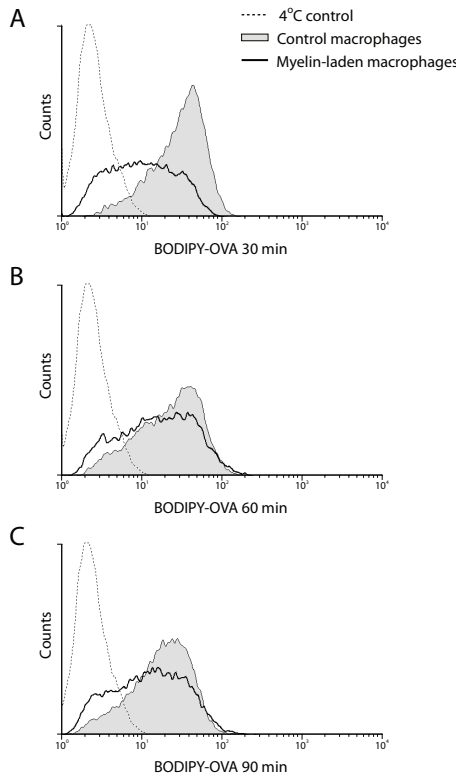 A
4°C control
Control macrophages
Myelin-laden macrophages
Counts
10⁰ 10¹ 10² 10³ 10⁴
BODIPY-OVA 30 min
B
Counts
10⁰ 10¹ 10² 10³ 10⁴
BODIPY-OVA 60 min
C
Counts
10⁰ 10¹ 10² 10³ 10⁴
BODIPY-OVA 90 min